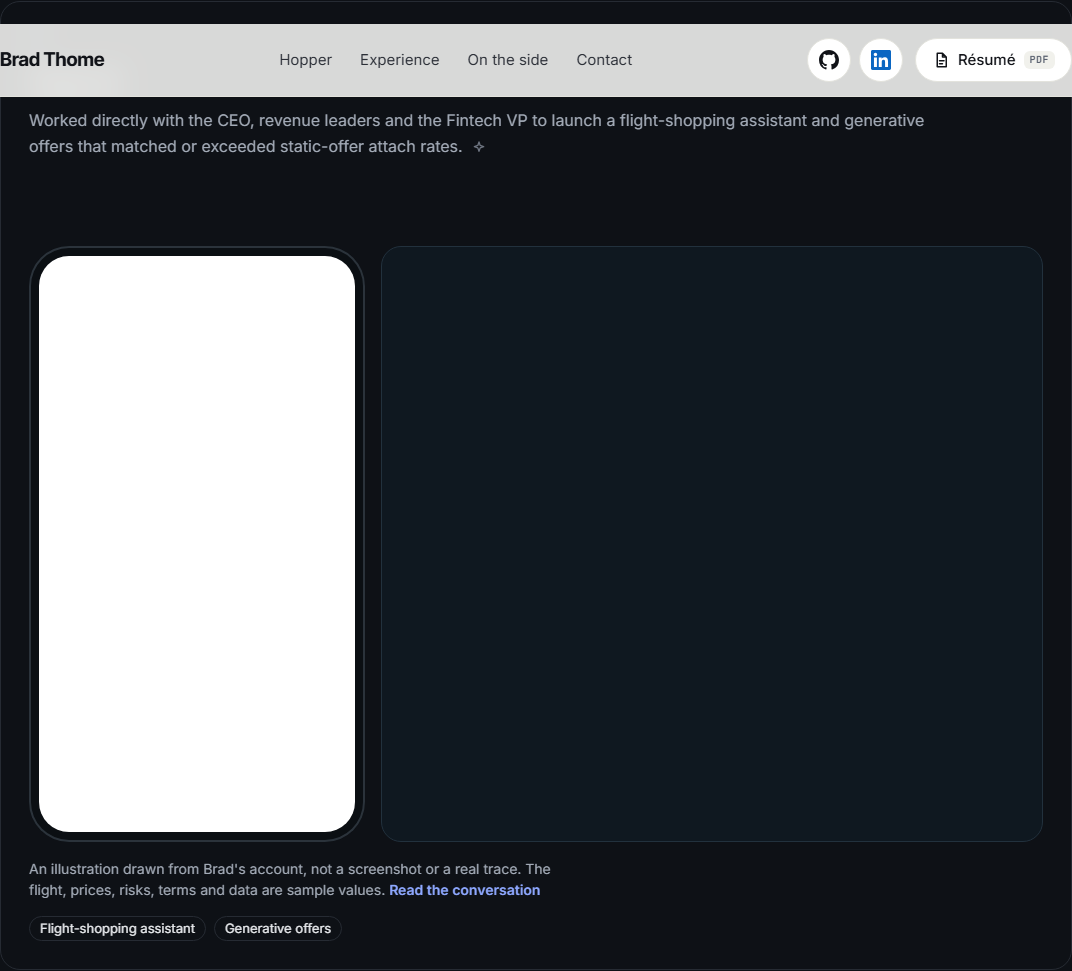 Brad Thome
Hopper
Experience
On the side
Contact
in
Résumé PDF
Worked directly with the CEO, revenue leaders and the Fintech VP to launch a flight-shopping assistant and generative
offers that matched or exceeded static-offer attach rates.
An illustration drawn from Brad's account, not a screenshot or a real trace. The
flight, prices, risks, terms and data are sample values. Read the conversation
Flight-shopping assistant
Generative offers